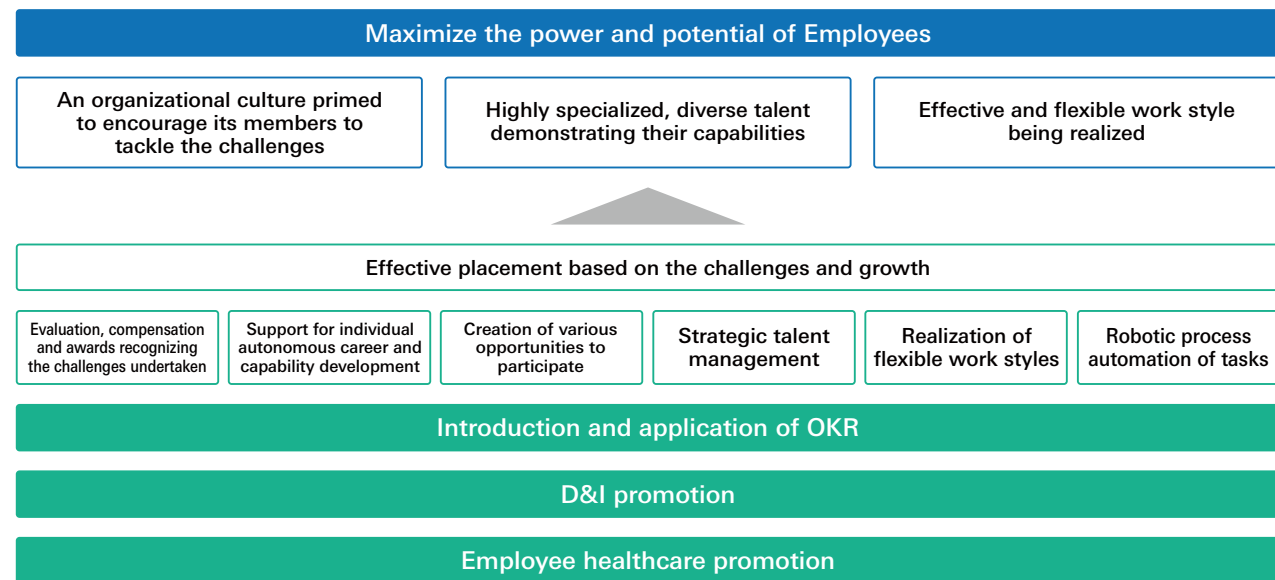 Maximize the power and potential of Employees
An organizational culture primed
to encourage its members to
tackle the challenges
Highly specialized, diverse talent
demonstrating their capabilities
Effective and flexible work style
being realized
Effective placement based on the challenges and growth
Evaluation, compensation
and awards recognizing
the challenges undertaken
Support for individual
autonomous career and
capability development
Creation of various
opportunities to
participate
Strategic talent
management
Realization of
flexible work styles
Robotic process
automation of tasks
Introduction and application of OKR
D&I promotion
Employee healthcare promotion